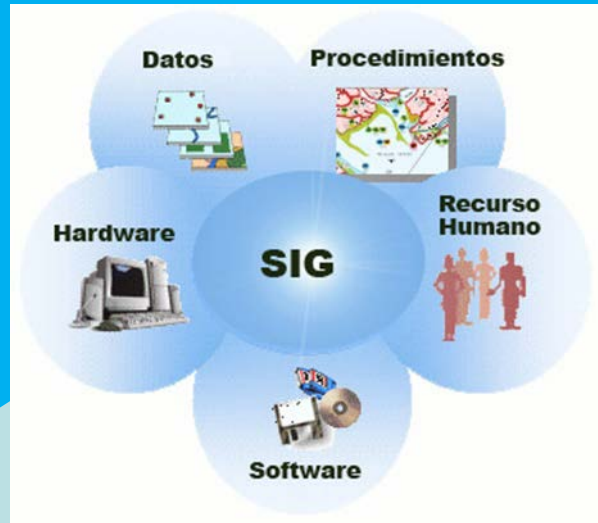 Datos
Procedimientos
Hardware
SIG
Recurso
Humano
Software